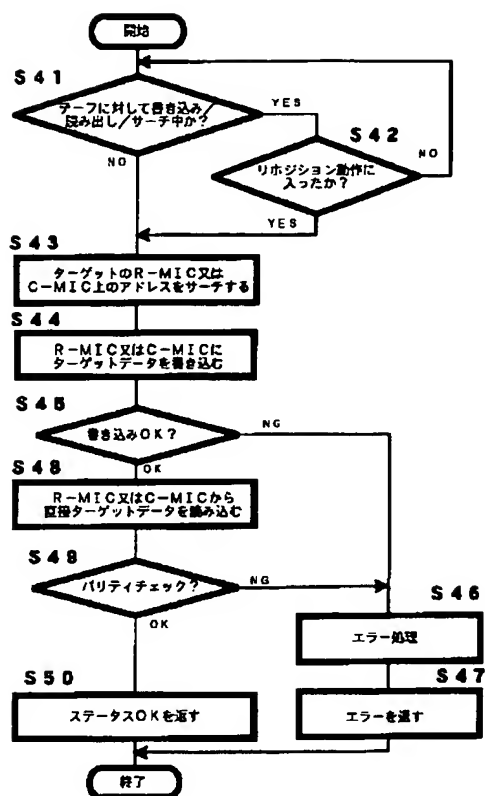 開始
S41
テープに対して書き込み/
読み出し/サーチ中か?
YES
S42
NO
リポジション動作に
入ったか?
NO
YES
S43
ターゲットのR-MIC又は
C-MIC上のアドレスをサーチする
S44
R-MIC又はC-MICに
ターゲットデータを書き込む
S45
書き込みOK?
NG
OK
S48
R-MIC又はC-MICから
直接ターゲットデータを読み込む
S49
パリティチェック?
NG
S46
OK
エラー処理
S50
S47
ステータスOKを返す
エラーを返す
終了